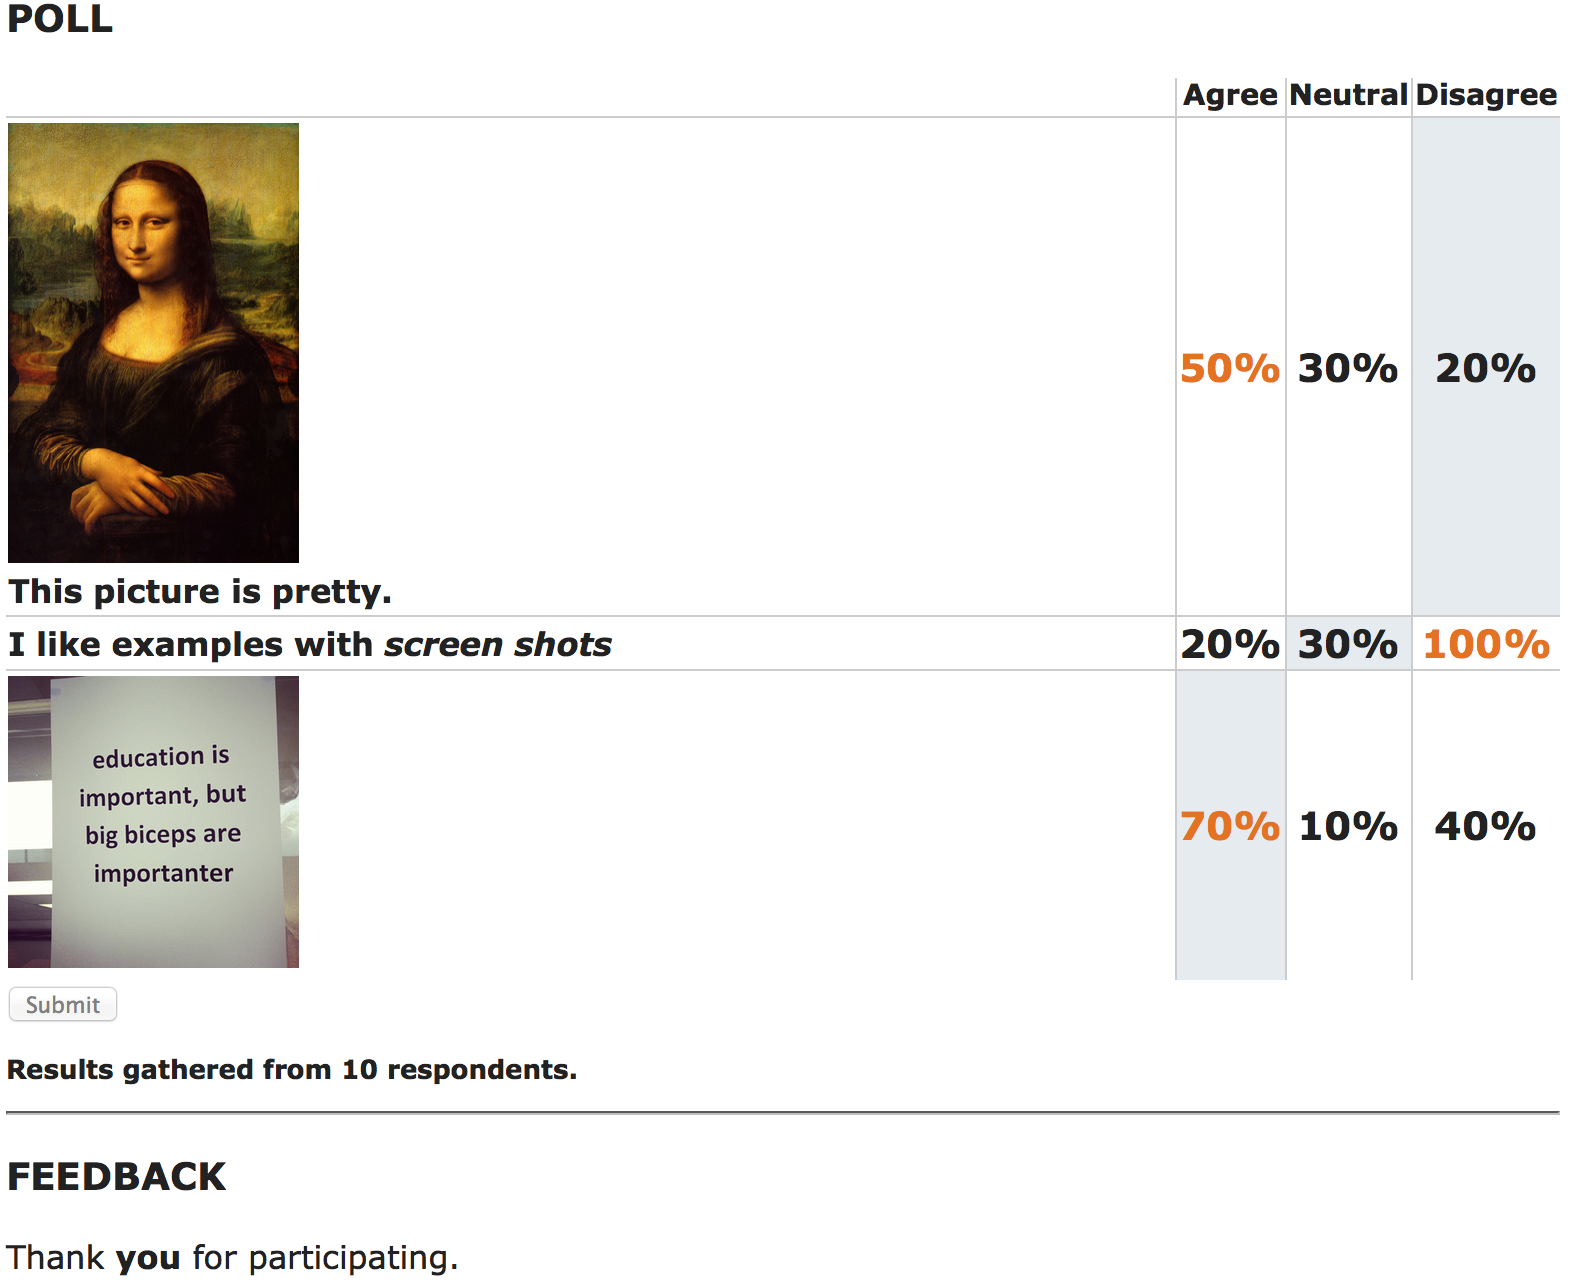 POLL
Agree Neutral Disagree
50% 30% 20%
This picture is pretty.
I like examples with screen shots 20% 30% 100%
education is
important, but
big biceps are
importanter
70% 10% 40%
Submit
Results gathered from 10 respondents.
FEEDBACK
Thank you for participating.